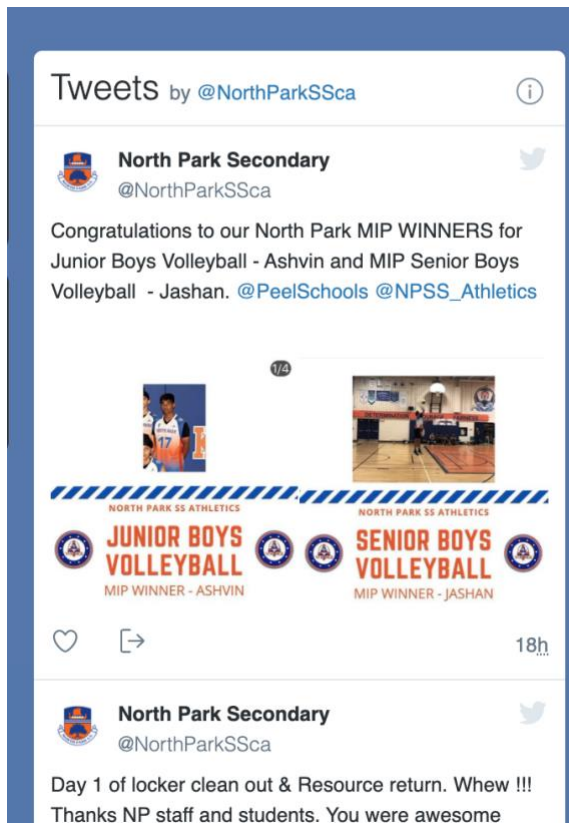 Tweets by @NorthParkSSca
North Park Secondary
@NorthParkSSca
Congratulations to our North Park MIP WINNERS for
Junior Boys Volleyball - Ashvin and MIP Senior Boys
Volleyball - Jashan. @PeelSchools @NPSS_Athletics
1/4
17
DETERMINATION
NORTH PARK SS ATHLETICS
JUNIOR BOYS
VOLLEYBALL
MIP WINNER - ASHVIN
NORTH PARK SS ATHLETICS
SENIOR BOYS
VOLLEYBALL
MIP WINNER - JASHAN
18h
North Park Secondary
@NorthParkSSca
Day 1 of locker clean out & Resource return. Whew !!!
Thanks NP staff and students. You were awesome